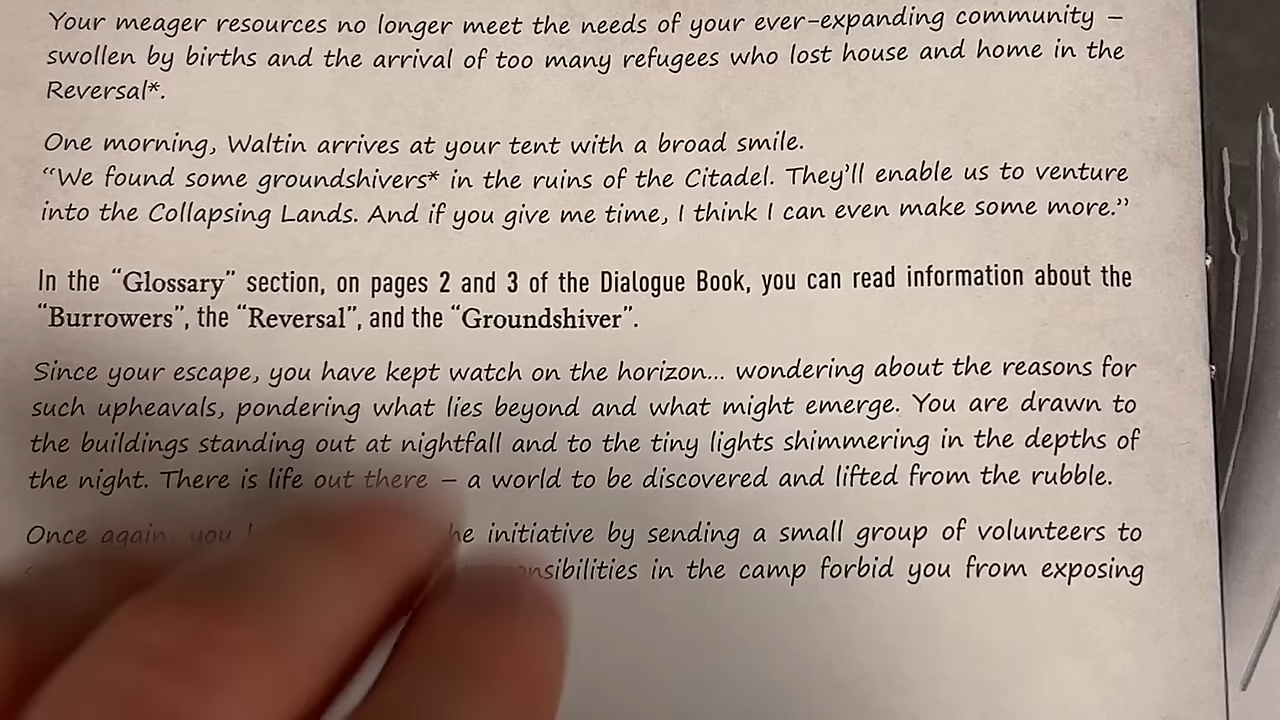 Your meager resources no longer meet the needs of your ever-expanding community –
swollen by births and the arrival of too many refugees who lost house and home in the
Reversal*.
One morning, Waltin arrives at your tent with a broad smile.
“We found some groundshivers* in the ruins of the Citadel. They’ll enable us to venture
into the Collapsing Lands. And if you give me time, I think I can even make some more.”
In the “Glossary” section, on pages 2 and 3 of the Dialogue Book, you can read information about the
“Burrowers”, the “Reversal”, and the “Groundshiver”.
Since your escape, you have kept watch on the horizon... wondering about the reasons for
such upheavals, pondering what lies beyond and what might emerge. You are drawn to
the buildings standing out at nightfall and to the tiny lights shimmering in the depths of
the night. There is life out there – a world to be discovered and lifted from the rubble.
Once again, you initiative by sending a small group of volunteers to
in the camp forbid you from exposing